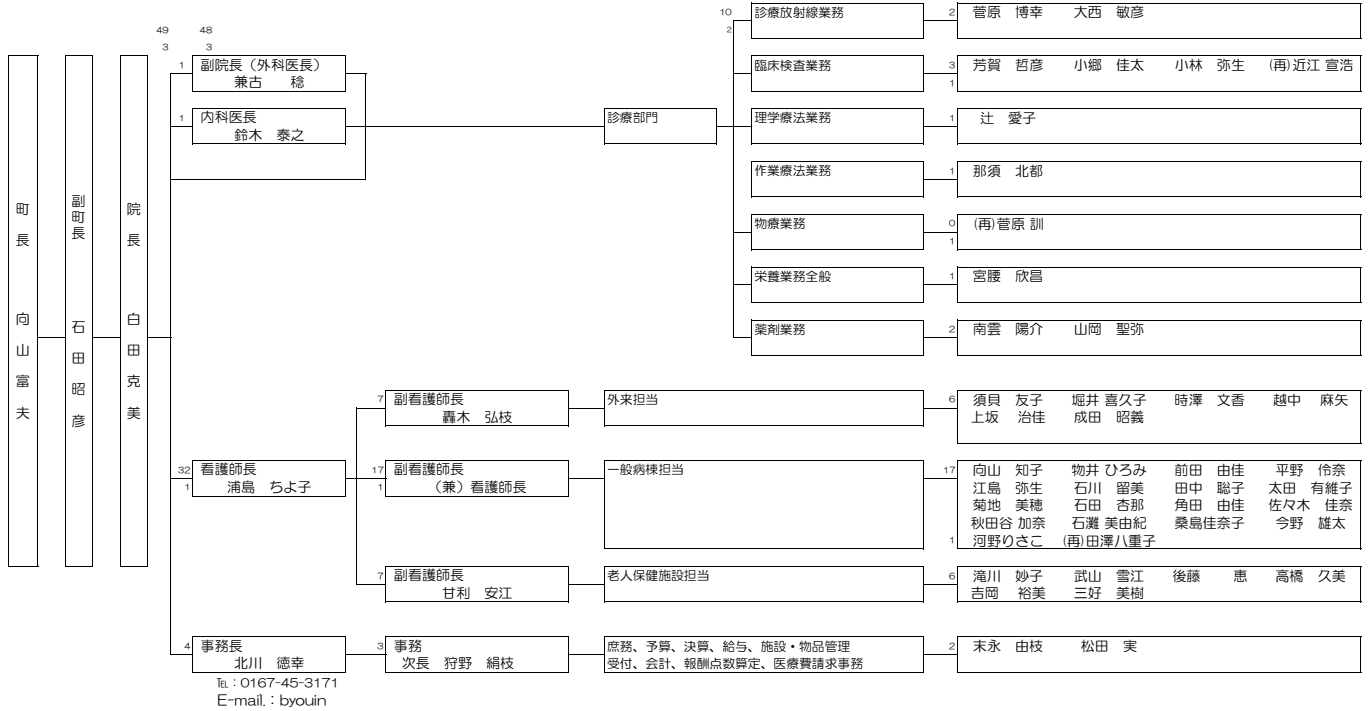 49 48
3 3
町長 向山富夫
副町長 石田昭彦
院長 白田克美
1 副院長（外科医長）
兼古 稔
1 内科医長
鈴木 泰之
診療部門
10
2
診療放射線業務
2 菅原 博幸 大西 敏彦
臨床検査業務
3 芳賀 哲彦 小郷 佳太 小林 弥生 (再)近江 宣浩
1
理学療法業務
1 辻 愛子
作業療法業務
1 那須 北都
物療業務
0 (再)菅原 訓
1
栄養業務全般
1 宮腰 欣昌
薬剤業務
2 南雲 陽介 山岡 聖弥
32 看護師長
1 浦島 ちよ子
7 副看護師長
轟木 弘枝
外来担当
6 須貝 友子 堀井 喜久子 時澤 文香 越中 麻矢
上坂 治佳 成田 昭義
17 副看護師長
1 （兼）看護師長
一般病棟担当
17 向山 知子 物井 ひろみ 前田 由佳 平野 伶奈
江島 弥生 石川 留美 田中 聡子 太田 有維子
菊地 美穂 石田 杏那 角田 由佳 佐々木 佳奈
秋田谷 加奈 石灘 美由紀 桑島佳奈子 今野 雄太
1 河野りさこ (再)田澤八重子
7 副看護師長
甘利 安江
老人保健施設担当
6 滝川 妙子 武山 雪江 後藤 恵 高橋 久美
吉岡 裕美 三好 美樹
4 事務長
北川 徳幸
3 事務
次長 狩野 絹枝
庶務、予算、決算、給与、施設・物品管理
受付、会計、報酬点数算定、医療費請求事務
2 末永 由枝 松田 実
℡：0167-45-3171
E-mail.：byouin